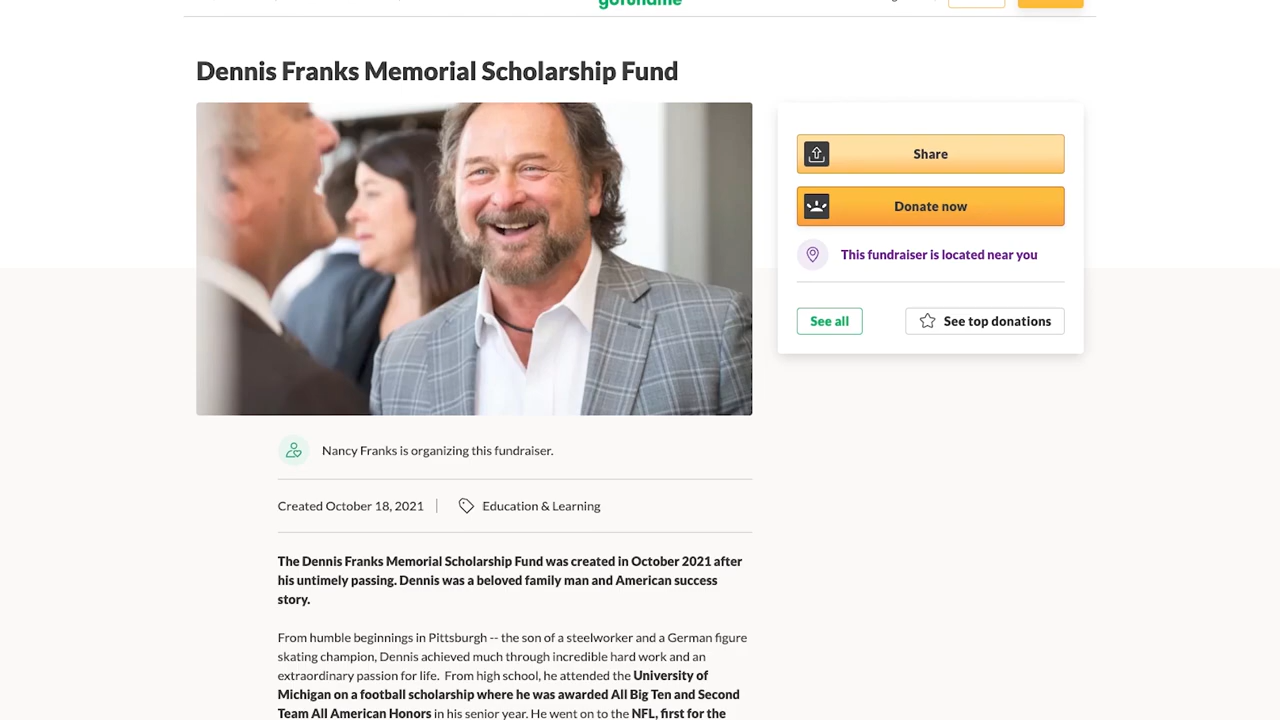 gofundme
Dennis Franks Memorial Scholarship Fund
Share
Donate now
This fundraiser is located near you
See all
See top donations
Nancy Franks is organizing this fundraiser.
Created October 18, 2021
Education & Learning
The Dennis Franks Memorial Scholarship Fund was created in October 2021 after
his untimely passing. Dennis was a beloved family man and American success
story.
From humble beginnings in Pittsburgh -- the son of a steelworker and a German figure
skating champion, Dennis achieved much through incredible hard work and an
extraordinary passion for life. From high school, he attended the University of
Michigan on a football scholarship where he was awarded All Big Ten and Second
Team All American Honors in his senior year. He went on to the NFL, first for the